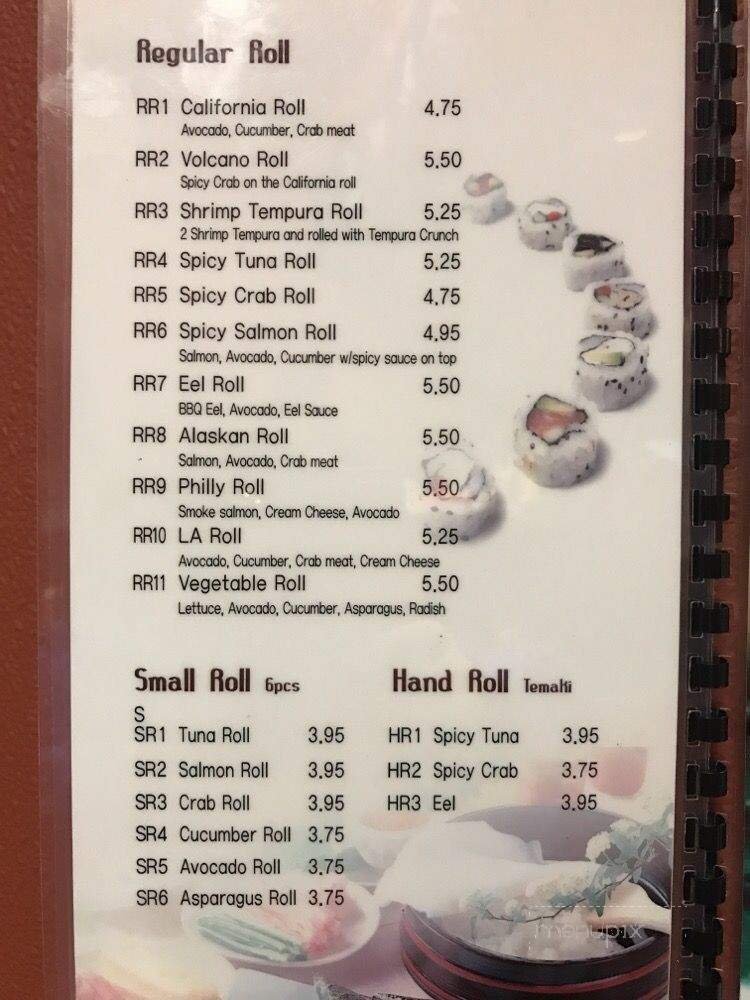 Regular Roll
RR1 California Roll 4.75
Avocado, Cucumber, Crab meat
RR2 Volcano Roll 5.50
Spicy Crab on the California roll
RR3 Shrimp Tempura Roll 5.25
2 Shrimp Tempura and rolled with Tempura Crunch
RR4 Spicy Tuna Roll 5.25
RR5 Spicy Crab Roll 4.75
RR6 Spicy Salmon Roll 4.95
Salmon, Avocado, Cucumber w/spicy sauce on top
RR7 Eel Roll 5.50
BBQ Eel, Avocado, Eel Sauce
RR8 Alaskan Roll 5.50
Salmon, Avocado, Crab meat
RR9 Philly Roll 5.50
Smoke salmon, Cream Cheese, Avocado
RR10 LA Roll 5.25
Avocado, Cucumber, Crab meat, Cream Cheese
RR11 Vegetable Roll 5.50
Lettuce, Avocado, Cucumber, Asparagus, Radish
Small Roll 6pcs
S
SR1 Tuna Roll 3.95
SR2 Salmon Roll 3.95
SR3 Crab Roll 3.95
SR4 Cucumber Roll 3.75
SR5 Avocado Roll 3.75
SR6 Asparagus Roll 3.75
Hand Roll Temaki
HR1 Spicy Tuna 3.95
HR2 Spicy Crab 3.75
HR3 Eel 3.95